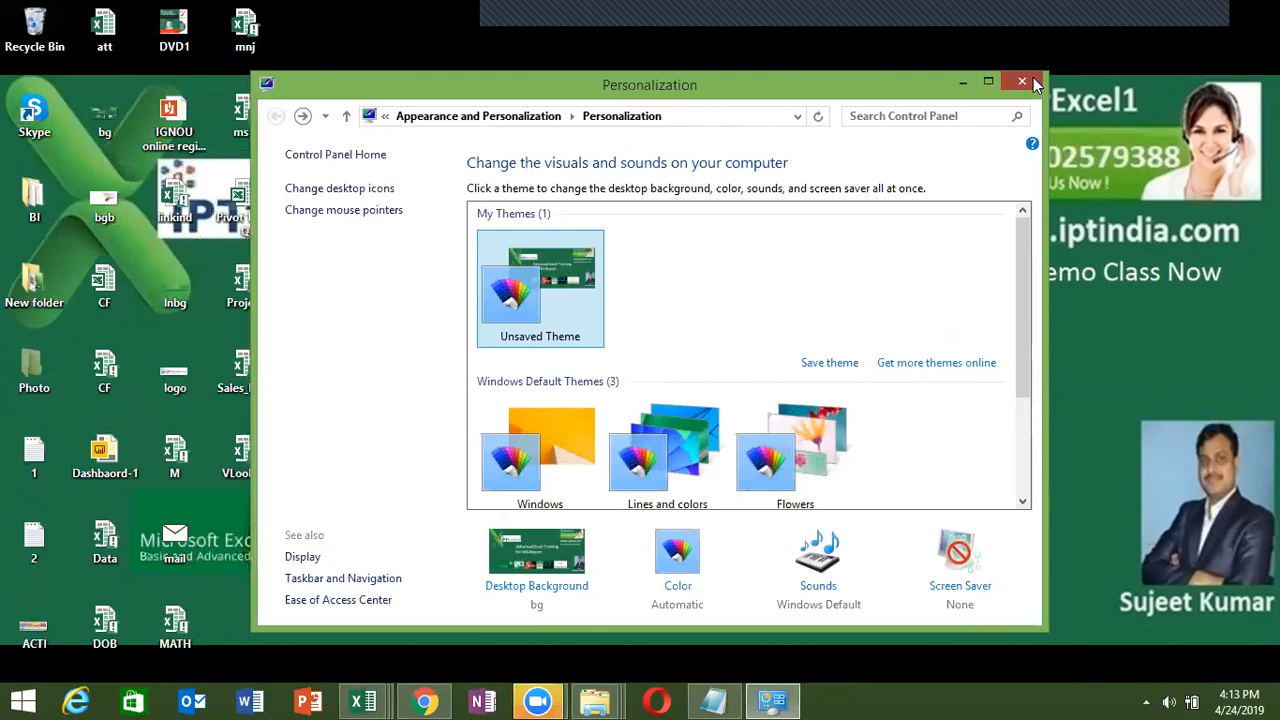 Recycle Bin
att
DVD1
mnj
Skype
bg
IGNOU
online regi...
ms
BI
bgb
linkind
Pivot
New folder
CF
lnbg
Proje
Photo
CF
logo
Sales_
1
Dashbaord-1
M
VLoo
2
Data
mail
ACTI
DOB
MATH
Microsoft Exc
Basic And Advanced
Personalization
« Appearance and Personalization
Personalization
Search Control Panel
Control Panel Home
Change desktop icons
Change mouse pointers
Change the visuals and sounds on your computer
Click a theme to change the desktop background, color, sounds, and screen saver all at once.
My Themes (1)
Unsaved Theme
Save theme
Get more themes online
Windows Default Themes (3)
Windows
Lines and colors
Flowers
See also
Display
Taskbar and Navigation
Ease of Access Center
Desktop Background
bg
Color
Automatic
Sounds
Windows Default
Screen Saver
None
Excel1
02579388
Us Now !
.iptindia.com
emo Class Now
Sujeet Kumar
4:13 PM
4/24/2019